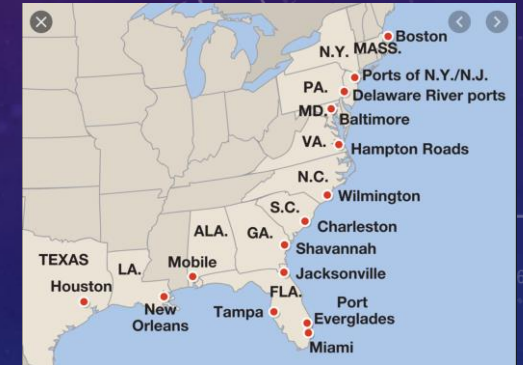 Boston
N.Y. MASS.
Ports of N.Y./N.J.
PA.
Delaware River ports
MD.
Baltimore
VA.
Hampton Roads
N.C.
Wilmington
S.C.
Charleston
ALA. GA.
Shavannah
TEXAS
LA.
Mobile
Jacksonville
Houston
FLA.
New
Orleans
Tampa
Port
Everglades
Miami